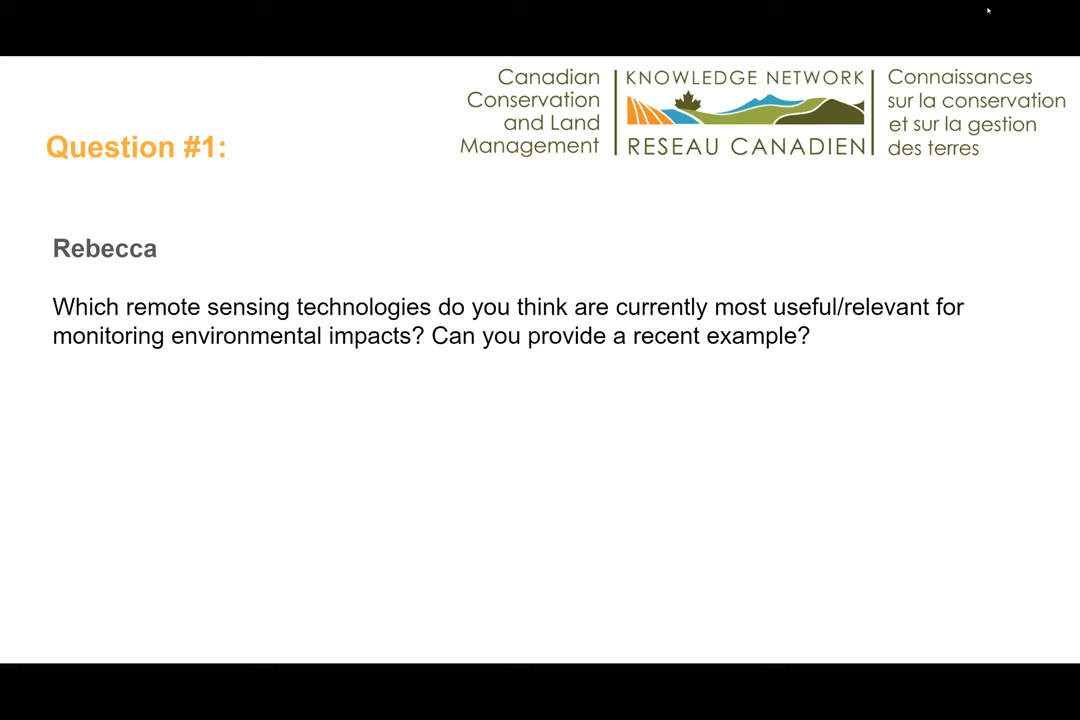 Canadian
Conservation
and Land
Management
KNOWLEDGE NETWORK
RESEAU CANADIEN
Connaissances
sur la conservation
et sur la gestion
des terres
Question #1:
Rebecca
Which remote sensing technologies do you think are currently most useful/relevant for
monitoring environmental impacts? Can you provide a recent example?